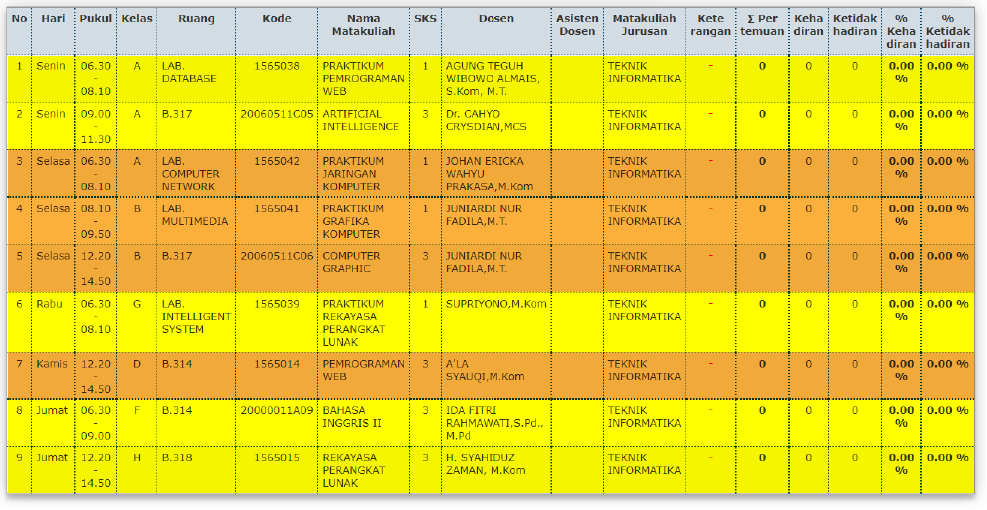 No Hari Pukul Kelas Ruang Kode Nama Matakuliah SKS Dosen Asisten Dosen Matakuliah Jurusan Kete rangan Σ Per temuan Keha diran Ketidak hadiran % Keha diran % Ketidak hadiran
1 Senin 06.30 - 08.10 A LAB. DATABASE 1565038 PRAKTIKUM PEMROGRAMAN WEB 1 AGUNG TEGUH WIBOWO ALMAIS, S.Kom, M.T. TEKNIK INFORMATIKA - 0 0 0 0.00 % 0.00 %
2 Senin 09.00 - 11.30 A B.317 20060511C05 ARTIFICIAL INTELLIGENCE 3 Dr. CAHYO CRYSDIAN,MCS TEKNIK INFORMATIKA - 0 0 0 0.00 % 0.00 %
3 Selasa 06.30 - 08.10 A LAB. COMPUTER NETWORK 1565042 PRAKTIKUM JARINGAN KOMPUTER 1 JOHAN ERICKA WAHYU PRAKASA,M.Kom TEKNIK INFORMATIKA - 0 0 0 0.00 % 0.00 %
4 Selasa 08.10 - 09.50 B LAB. MULTIMEDIA 1565041 PRAKTIKUM GRAFIKA KOMPUTER 1 JUNIARDI NUR FADILA,M.T. TEKNIK INFORMATIKA - 0 0 0 0.00 % 0.00 %
5 Selasa 12.20 - 14.50 B B.317 20060511C06 COMPUTER GRAPHIC 3 JUNIARDI NUR FADILA,M.T. TEKNIK INFORMATIKA - 0 0 0 0.00 % 0.00 %
6 Rabu 06.30 - 08.10 G LAB. INTELLIGENT SYSTEM 1565039 PRAKTIKUM REKAYASA PERANGKAT LUNAK 1 SUPRIYONO,M.Kom TEKNIK INFORMATIKA - 0 0 0 0.00 % 0.00 %
7 Kamis 12.20 - 14.50 D B.314 1565014 PEMROGRAMAN WEB 3 A'LA SYAUQI,M.Kom TEKNIK INFORMATIKA - 0 0 0 0.00 % 0.00 %
8 Jumat 06.30 - 09.00 F B.314 20000011A09 BAHASA INGGRIS II 3 IDA FITRI RAHMAWATI,S.Pd., M.Pd TEKNIK INFORMATIKA - 0 0 0 0.00 % 0.00 %
9 Jumat 12.20 - 14.50 H B.318 1565015 REKAYASA PERANGKAT LUNAK 3 H. SYAHIDUZ ZAMAN, M.Kom TEKNIK INFORMATIKA - 0 0 0 0.00 % 0.00 %